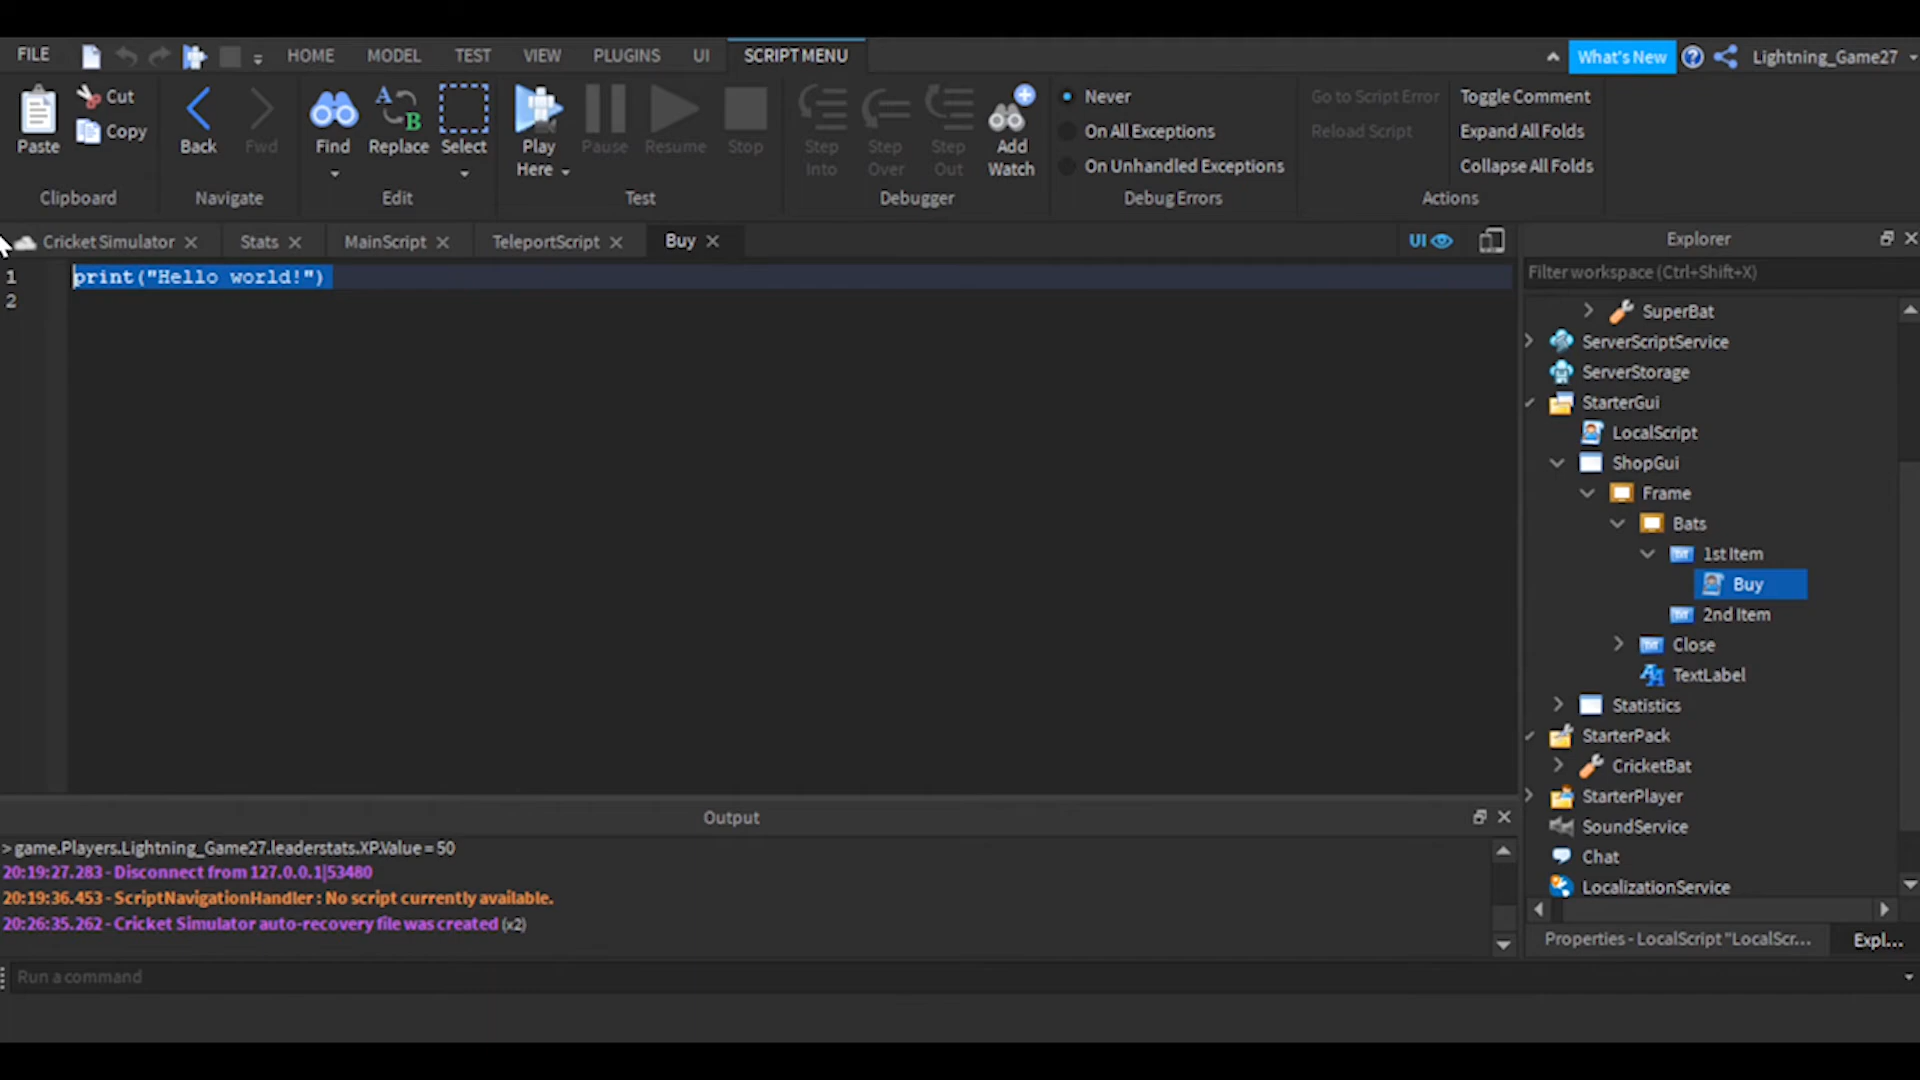 FILE HOME MODEL TEST VIEW PLUGINS UI SCRIPT MENU What's New Lightning_Game27
Paste Cut Copy Back Fwd Find Replace Select Play Here Pause Resume Stop Step Into Step Over Step Out Add Watch
Never
On All Exceptions
On Unhandled Exceptions
Go to Script Error
Reload Script
Toggle Comment
Expand All Folds
Collapse All Folds
Clipboard Navigate Edit Test Debugger Debug Errors Actions
Cricket Simulator Stats MainScript TeleportScript Buy UI
1 print("Hello world!")
2
Explorer
Filter workspace (Ctrl+Shift+X)
SuperBat
ServerScriptService
ServerStorage
StarterGui
LocalScript
ShopGui
Frame
Bats
1st Item
Buy
2nd Item
Close
TextLabel
Statistics
StarterPack
CricketBat
StarterPlayer
SoundService
Chat
LocalizationService
Properties - LocalScript "LocalScr... Expl...
Output
> game.Players.Lightning_Game27.leaderstats.XP.Value = 50
20:19:27.283 - Disconnect from 127.0.0.1|53480
20:19:36.453 - ScriptNavigationHandler : No script currently available.
20:26:35.262 - Cricket Simulator auto-recovery file was created (x2)
Run a command